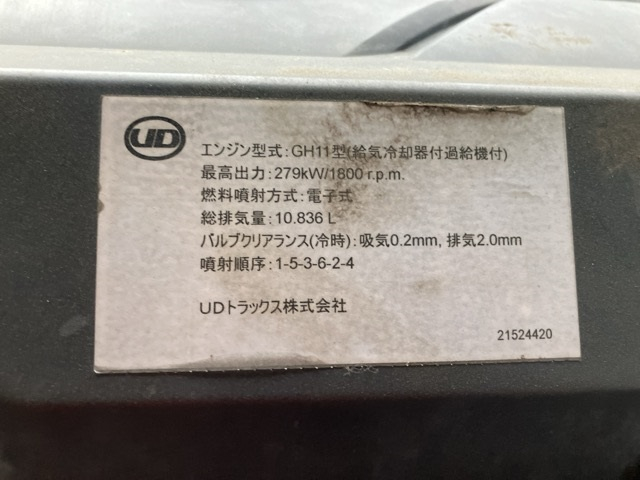 UD
エンジン型式:GH11型(給気冷却器付過給機付)
最高出力:279kW/1800 r.p.m.
燃料噴射方式:電子式
総排気量:10.836 L
バルブクリアランス(冷時):吸気0.2mm, 排気2.0mm
噴射順序:1-5-3-6-2-4
UDトラックス株式会社
21524420